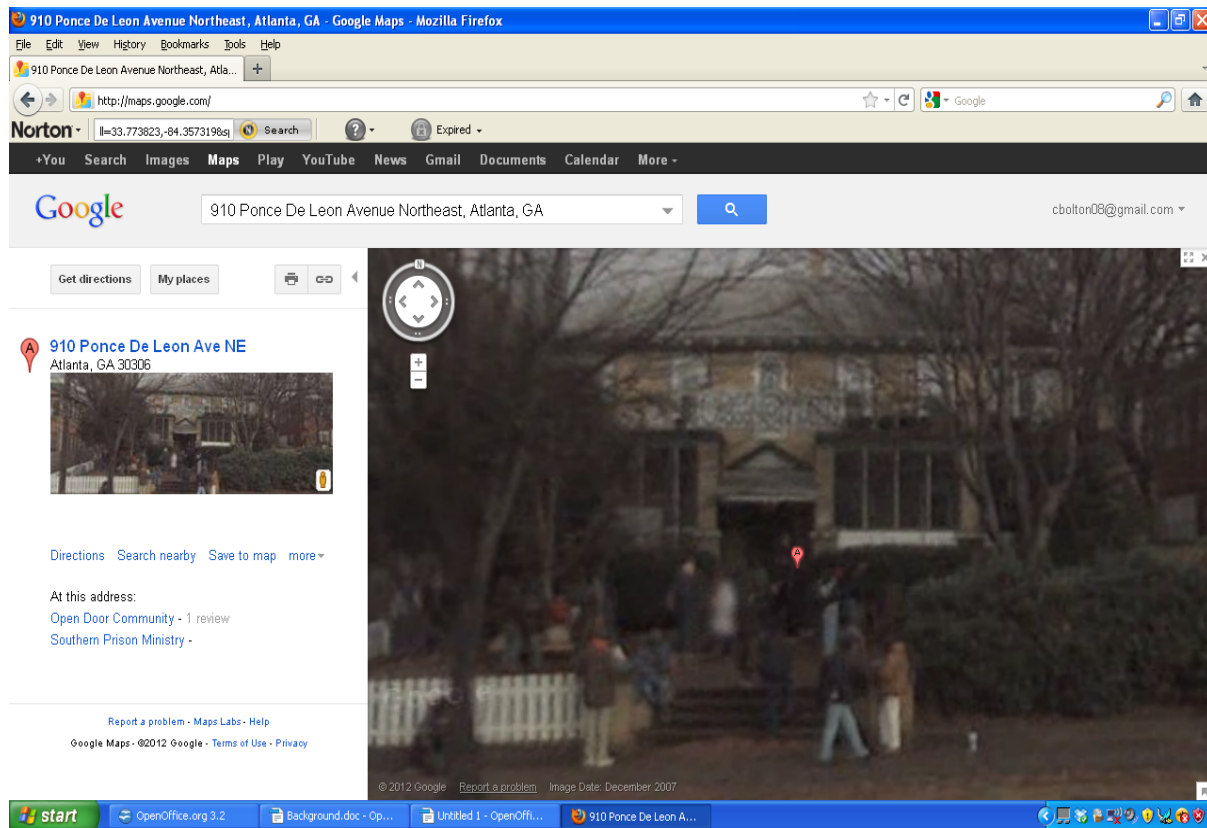 910 Ponce De Leon Avenue Northeast, Atlanta, GA - Google Maps - Mozilla Firefox
File Edit View History Bookmarks Tools Help
910 Ponce De Leon Avenue Northeast, Atla... +
http://maps.google.com/
Google
Norton ll=33.773823,-84.357319&s Search ? Expired
+You Search Images Maps Play YouTube News Gmail Documents Calendar More
Google
910 Ponce De Leon Avenue Northeast, Atlanta, GA
cbolton08@gmail.com
Get directions My places
N
A
910 Ponce De Leon Ave NE
Atlanta, GA 30306
+
-
Directions Search nearby Save to map more
A
At this address:
Open Door Community - 1 review
Southern Prison Ministry -
Report a problem - Maps Labs - Help
Google Maps - ©2012 Google - Terms of Use - Privacy
© 2012 Google Report a problem Image Date: December 2007
start OpenOffice.org 3.2 Background.doc - Op... Untitled 1 - OpenOffi... 910 Ponce De Leon A...